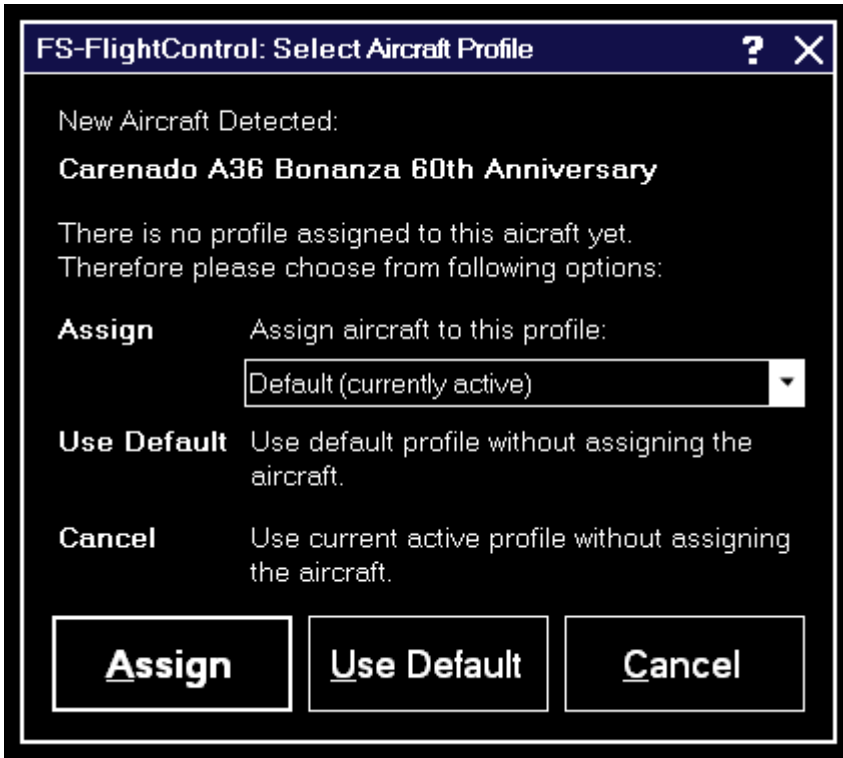 FS-FlightControl: Select Aircraft Profile ? X
New Aircraft Detected:
Carenado A36 Bonanza 60th Anniversary
There is no profile assigned to this aicraft yet.
Therefore please choose from following options:
Assign Assign aircraft to this profile:
Default (currently active)
Use Default Use default profile without assigning the
aircraft.
Cancel Use current active profile without assigning
the aircraft.
Assign Use Default Cancel